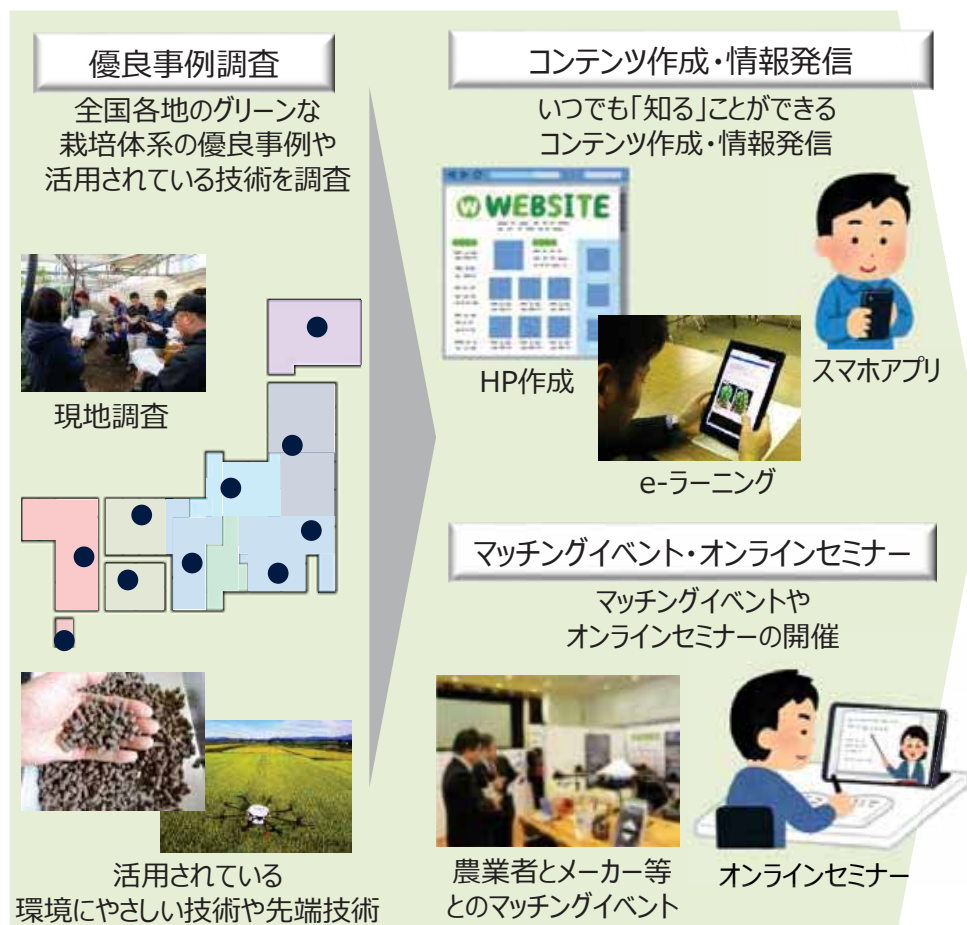 優良事例調査
全国各地のグリーンな
栽培体系の優良事例や
活用されている技術を調査
現地調査
活用されている
環境にやさしい技術や先端技術
コンテンツ作成・情報発信
いつでも「知る」ことができる
コンテンツ作成・情報発信
WEBSITE
HP作成
スマホアプリ
e-ラーニング
マッチングイベント・オンラインセミナー
マッチングイベントや
オンラインセミナーの開催
農業者とメーカー等
とのマッチングイベント
オンラインセミナー